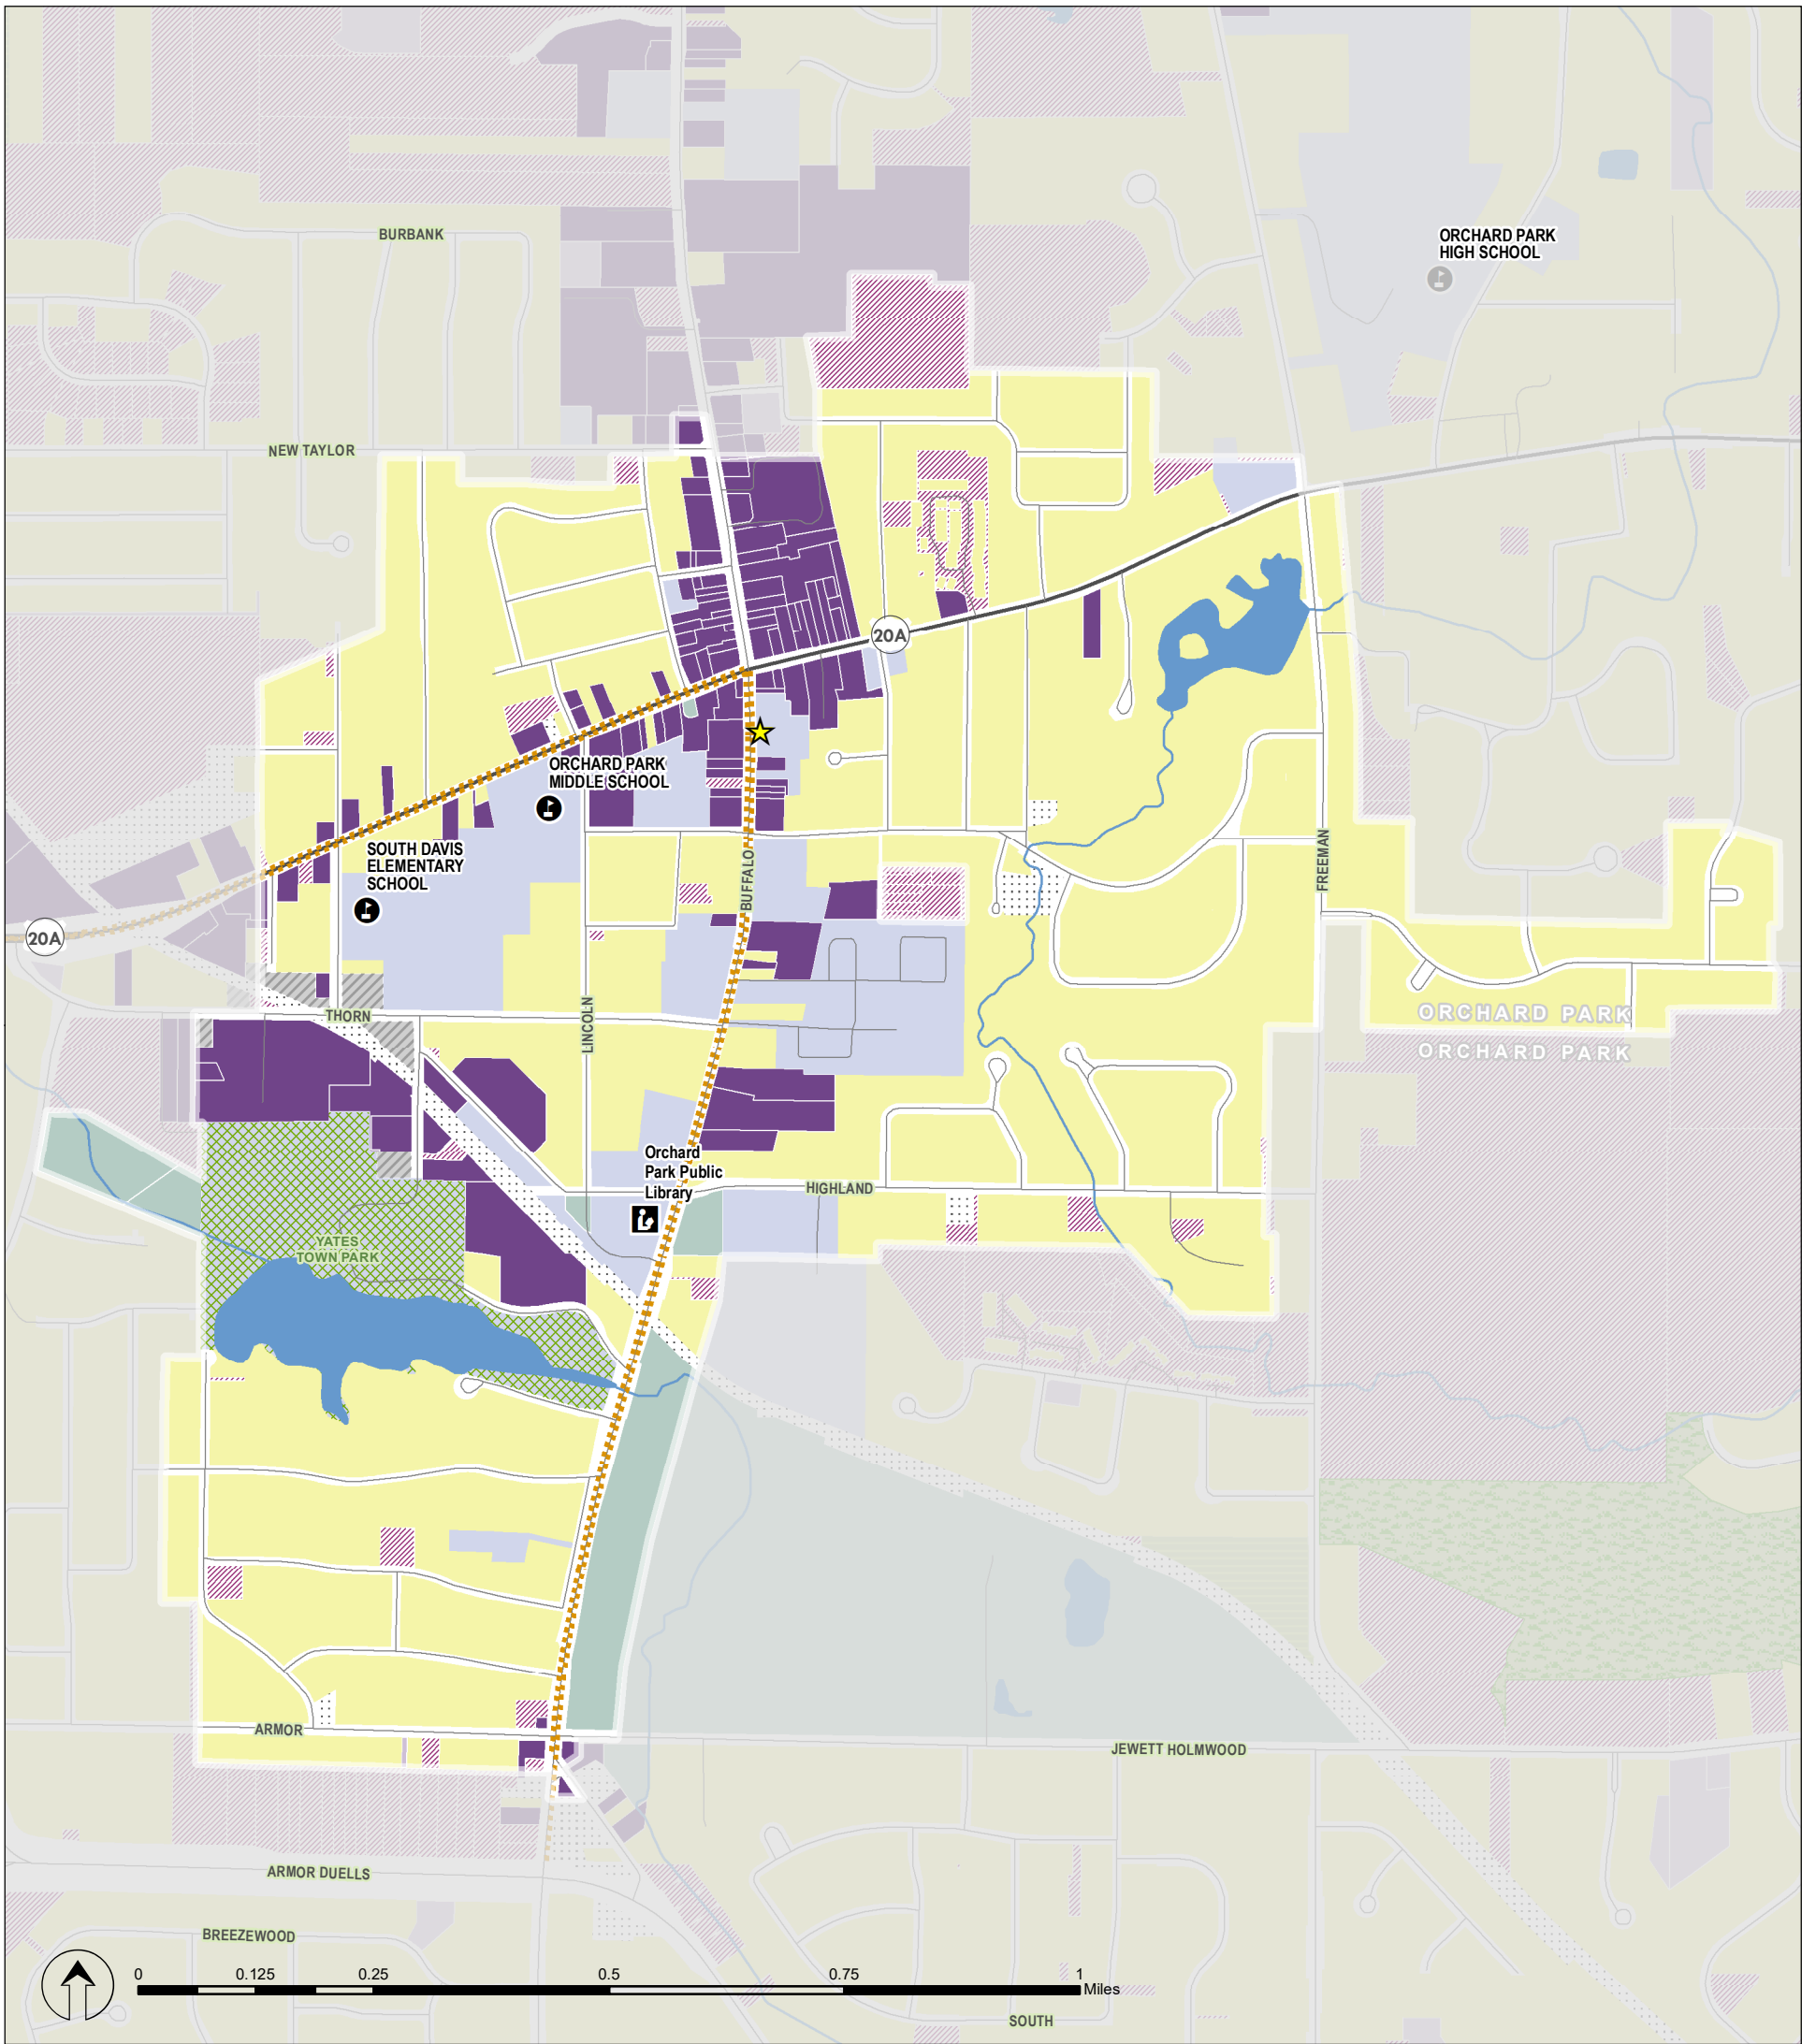 BURBANK
ORCHARD PARK
HIGH SCHOOL
NEW TAYLOR
20A
ORCHARD PARK
MIDDLE SCHOOL
SOUTH DAVIS
ELEMENTARY
SCHOOL
BUFFALO
FREEMAN
20A
THORN
LINCOLN
ORCHARD PARK
ORCHARD PARK
Orchard
Park Public
Library
HIGHLAND
YATES
TOWN PARK
ARMOR
JEWETT HOLMWOOD
ARMOR DUELLS
BREEZEWOOD
0 0.125 0.25 0.5 0.75 1
Miles
SOUTH